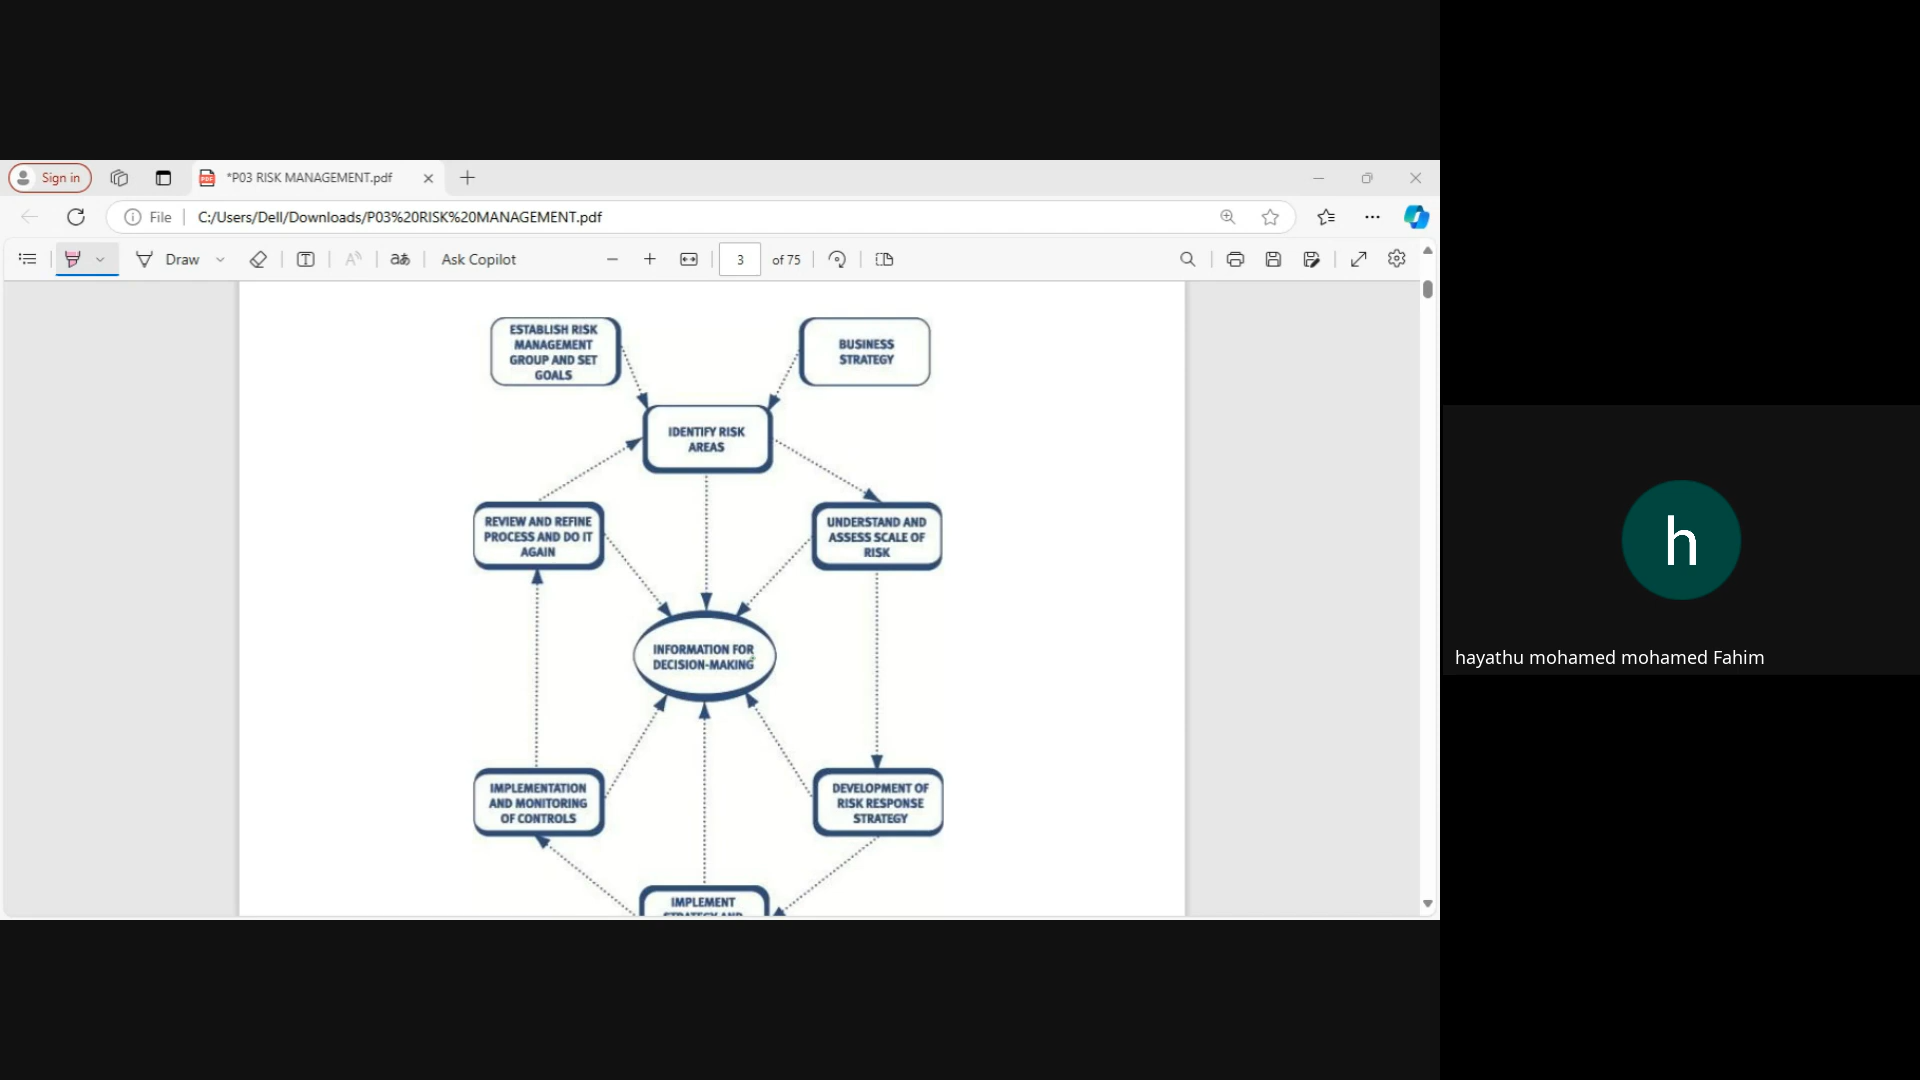 Sign in
*P03 RISK MANAGEMENT.pdf
File
C:/Users/Dell/Downloads/P03%20RISK%20MANAGEMENT.pdf
Draw
Ask Copilot
3
of 75
ESTABLISH RISK
MANAGEMENT
GROUP AND SET
GOALS
BUSINESS
STRATEGY
IDENTIFY RISK
AREAS
REVIEW AND REFINE
PROCESS AND DO IT
AGAIN
UNDERSTAND AND
ASSESS SCALE OF
RISK
INFORMATION FOR
DECISION-MAKING
IMPLEMENTATION
AND MONITORING
OF CONTROLS
DEVELOPMENT OF
RISK RESPONSE
STRATEGY
IMPLEMENT
STRATEGY AND
h
hayathu mohamed mohamed Fahim